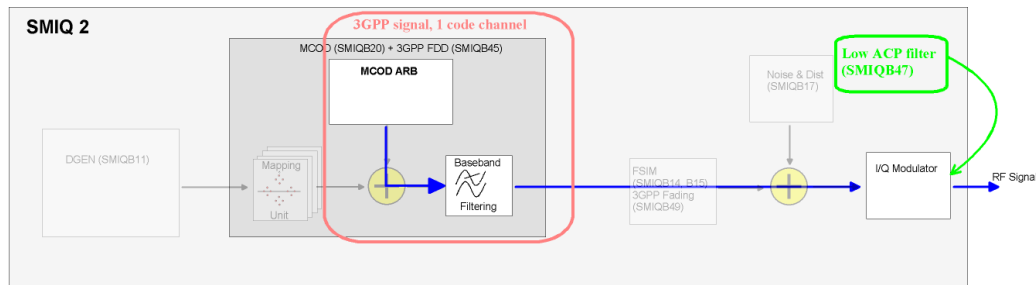 3GPP signal, 1 code channel
SMIQ 2
MCOD (SMIQB20) + 3GPP FDD (SMIQB45)
MCOD ARB
Low ACP filter
(SMIQB47)
Noise & Dist
(SMIQB17)
DGEN (SMIQB11)
Mapping
Unit
Baseband
Filtering
FSIM
(SMIQB14, B15)
3GPP Fading
(SMIQB49)
I/Q Modulator
RF Signal